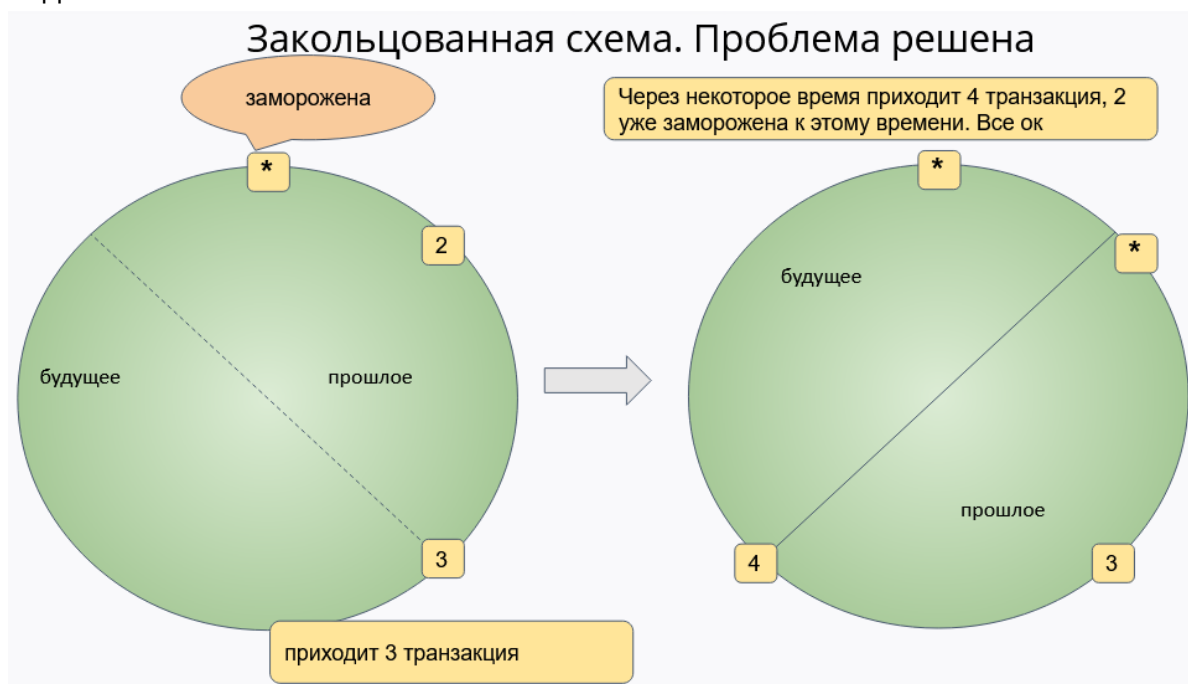 Закольцованная схема. Проблема решена
заморожена
Через некоторое время приходит 4 транзакция, 2
уже заморожена к этому времени. Все ок
*
2
будущее
прошлое
3
приходит 3 транзакция
*
*
будущее
прошлое
4
3